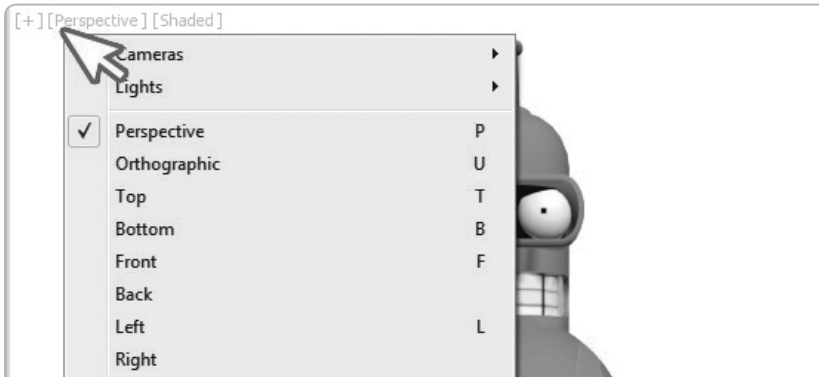 [+] [Perspective] [Shaded]
Cameras
Lights
Perspective P
Orthographic U
Top T
Bottom B
Front F
Back
Left L
Right